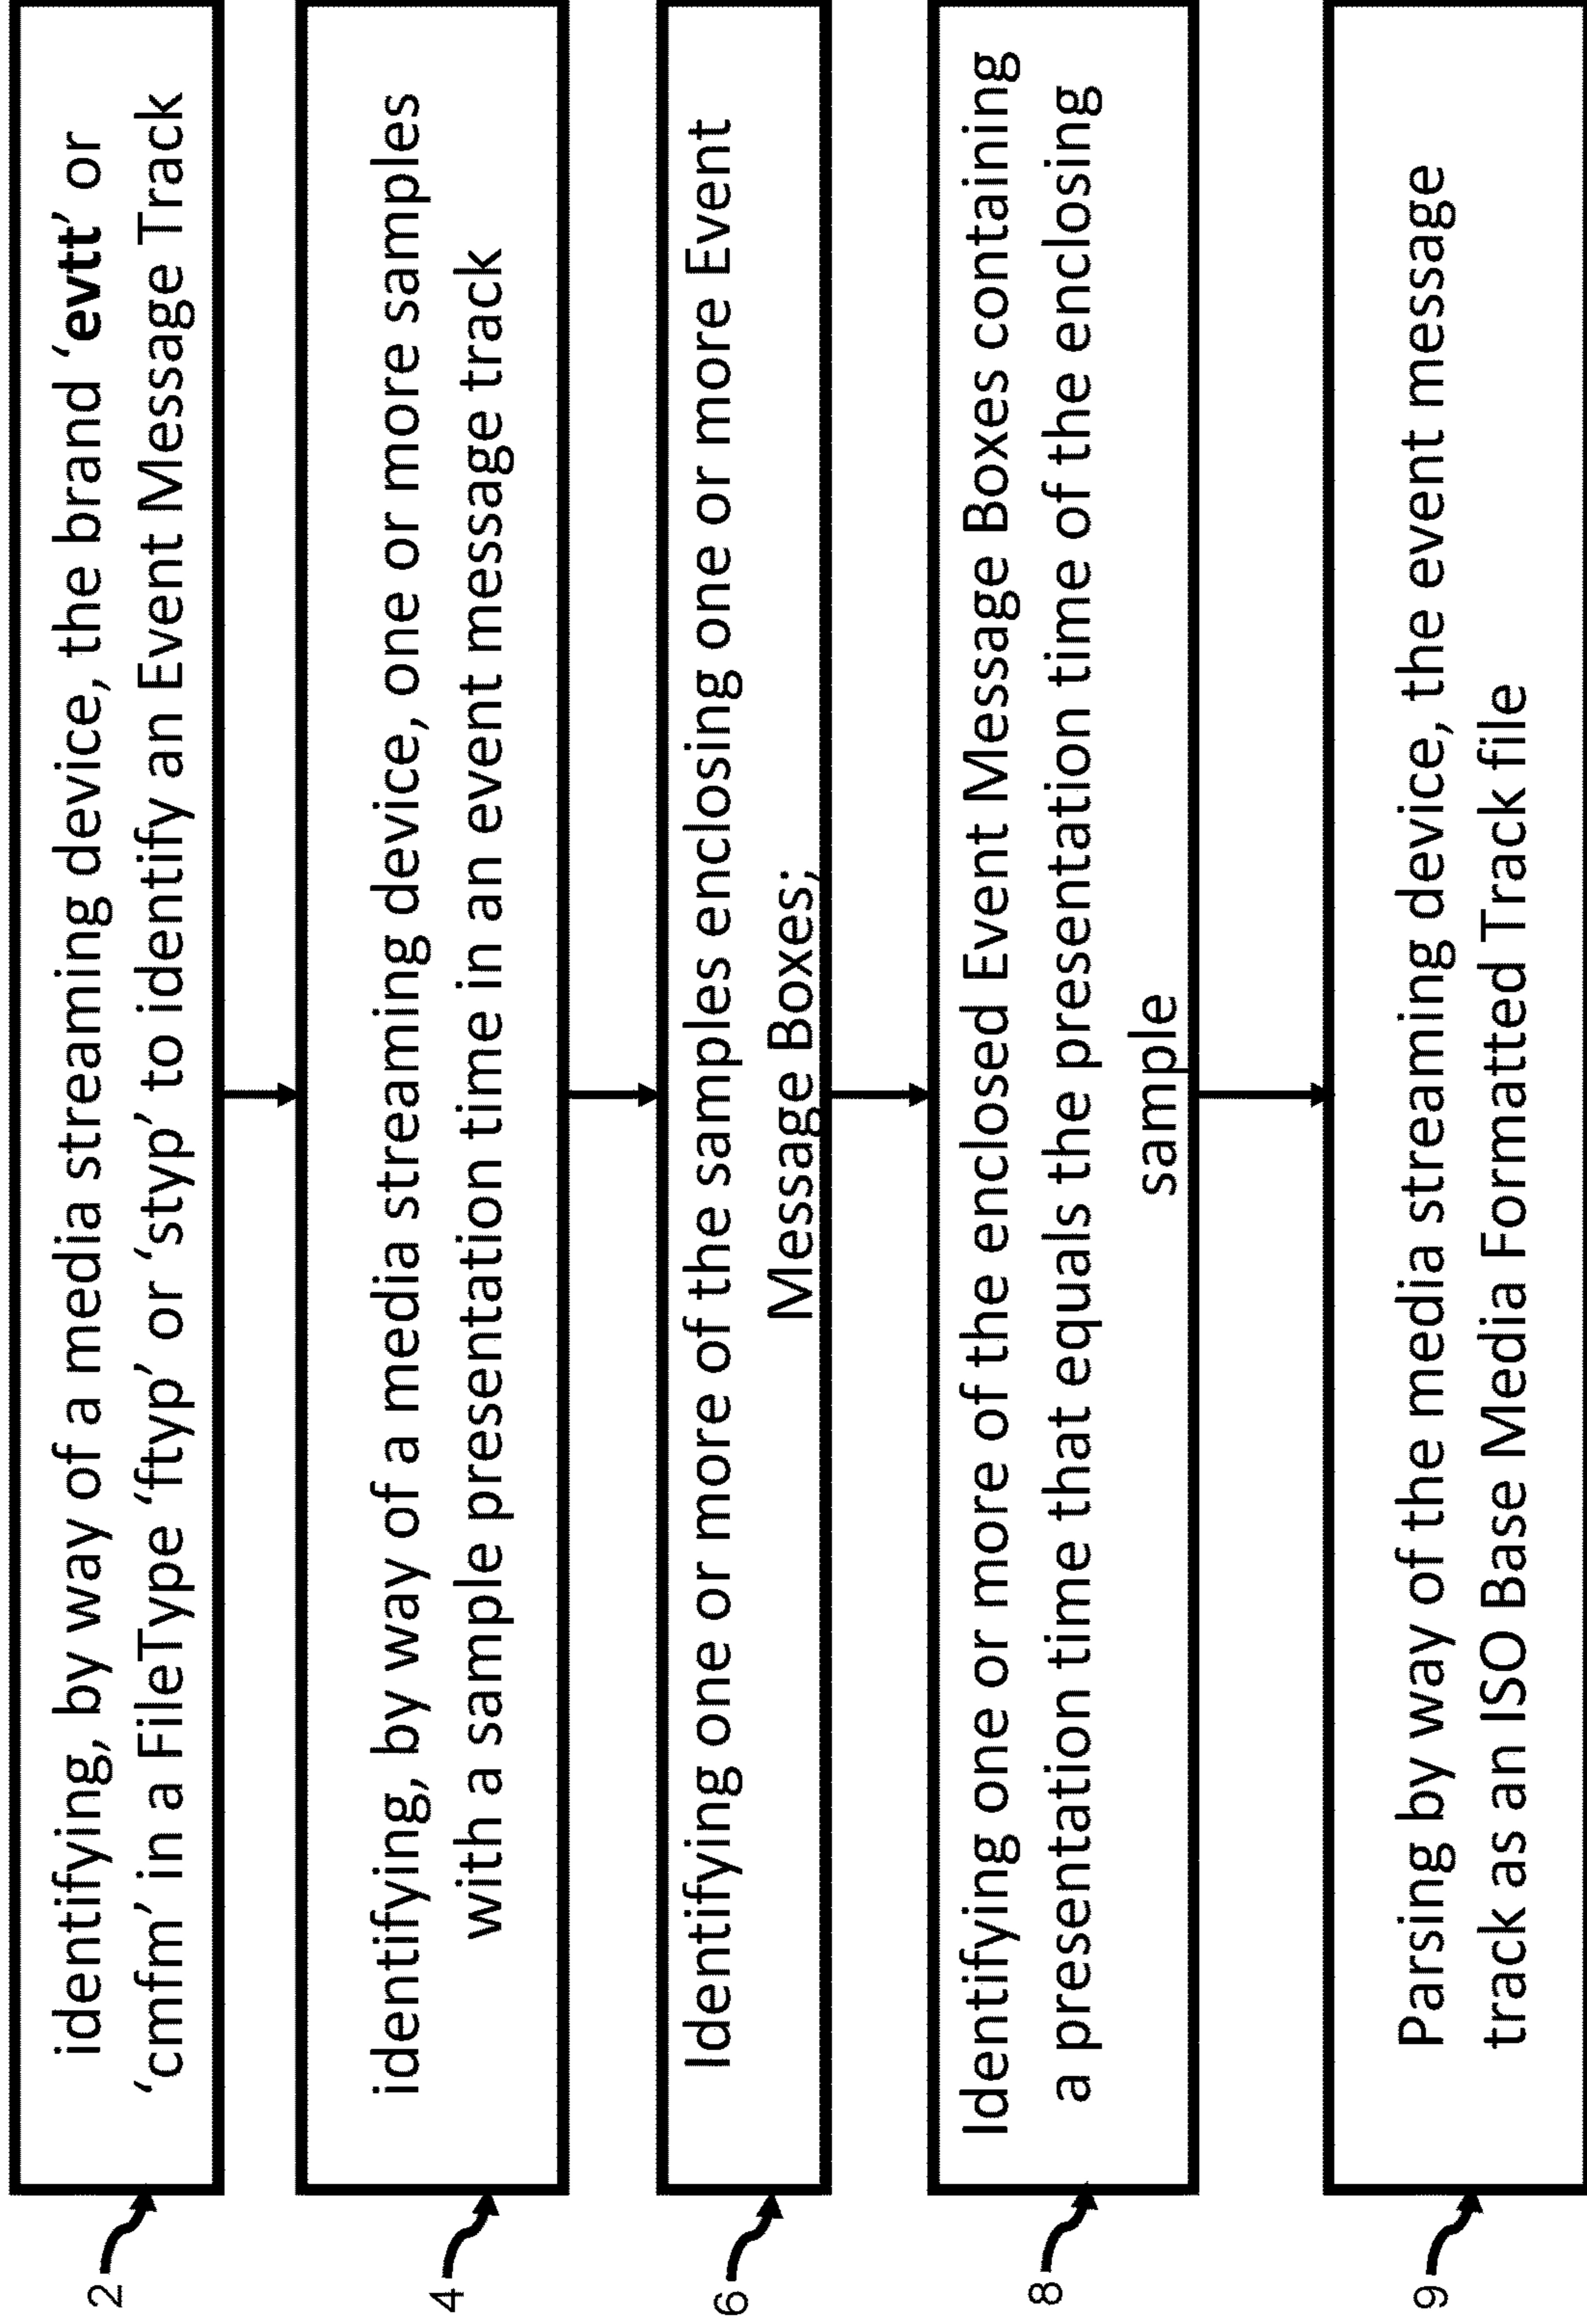 2
identifying, by way of a media streaming device, the brand ‘evtt’ or
‘cmfm’ in a FileType ‘ftyp’ or ‘styp’ to identify an Event Message Track
4
identifying, by way of a media streaming device, one or more samples
with a sample presentation time in an event message track
6
Identifying one or more of the samples enclosing one or more Event
Message Boxes;
8
Identifying one or more of the enclosed Event Message Boxes containing
a presentation time that equals the presentation time of the enclosing
sample
9
Parsing by way of the media streaming device, the event message
track as an ISO Base Media Formatted Track file